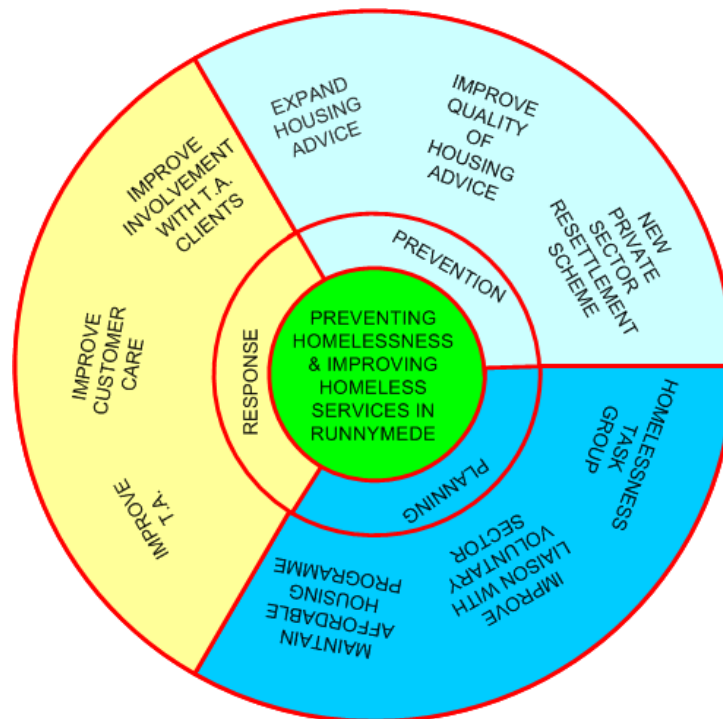 EXPAND
HOUSING
ADVICE
IMPROVE
QUALITY
OF
HOUSING
ADVICE
NEW
PRIVATE
SECTOR
RESETTLEMENT
SCHEME
PREVENTION
IMPROVE
INVOLVEMENT
WITH T.A.
CLIENTS
IMPROVE
CUSTOMER
CARE
IMPROVE
T.A.
RESPONSE
PREVENTING
HOMELESSNESS
& IMPROVING
HOMELESS
SERVICES IN
RUNNYMEDE
PLANNING
HOMELESSNESS
TASK
GROUP
IMPROVE
LIAISON WITH
VOLUNTARY
SECTOR
MAINTAIN
AFFORDABLE
HOUSING
PROGRAMME